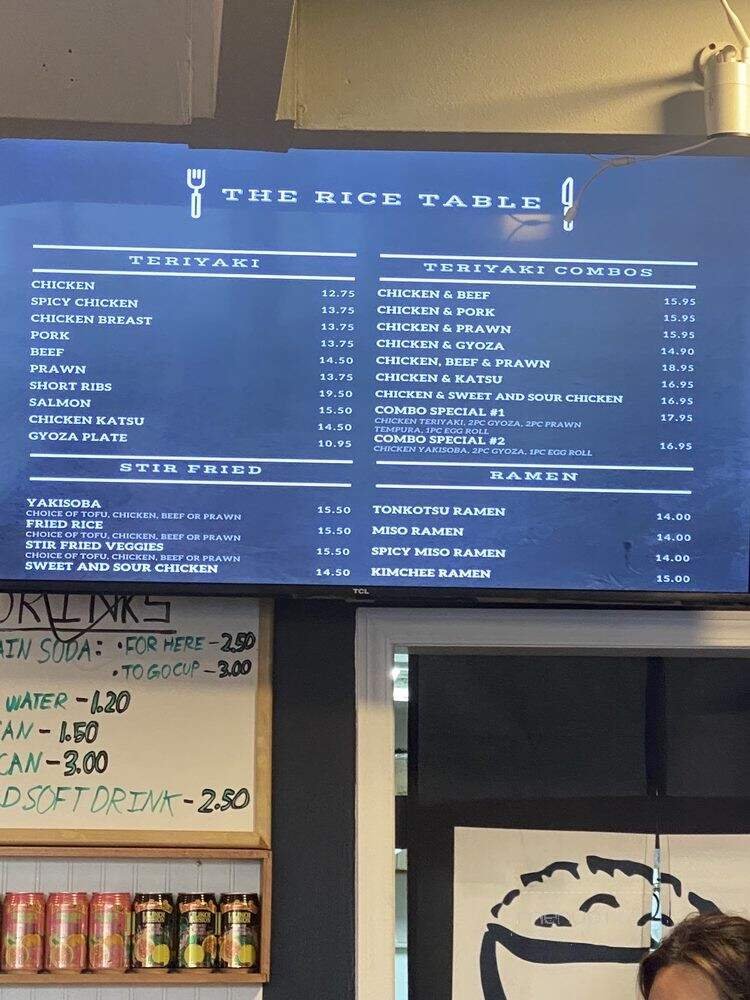 THE RICE TABLE
TERIYAKI
CHICKEN 12.75
SPICY CHICKEN 13.75
CHICKEN BREAST 13.75
PORK 13.75
BEEF 14.50
PRAWN 13.75
SHORT RIBS 19.50
SALMON 15.50
CHICKEN KATSU 14.50
GYOZA PLATE 10.95
STIR FRIED
YAKISOBA 15.50
CHOICE OF TOFU, CHICKEN, BEEF OR PRAWN
FRIED RICE 15.50
CHOICE OF TOFU, CHICKEN, BEEF OR PRAWN
STIR FRIED VEGGIES 15.50
CHOICE OF TOFU, CHICKEN, BEEF OR PRAWN
SWEET AND SOUR CHICKEN 14.50
TERIYAKI COMBOS
CHICKEN & BEEF 15.95
CHICKEN & PORK 15.95
CHICKEN & PRAWN 15.95
CHICKEN & GYOZA 14.90
CHICKEN, BEEF & PRAWN 18.95
CHICKEN & KATSU 16.95
CHICKEN & SWEET AND SOUR CHICKEN 16.95
COMBO SPECIAL #1 17.95
CHICKEN TERIYAKI, 2PC GYOZA, 2PC PRAWN
TEMPURA, 1PC EGG ROLL
COMBO SPECIAL #2 16.95
CHICKEN YAKISOBA, 2PC GYOZA, 1PC EGG ROLL
RAMEN
TONKOTSU RAMEN 14.00
MISO RAMEN 14.00
SPICY MISO RAMEN 14.00
KIMCHEE RAMEN 15.00
TCL
DRINKS
AIN SODA: • FOR HERE - 2.50
• TO GO CUP - 3.00
WATER - 1.20
AN - 1.50
CAN - 3.00
D SOFT DRINK - 2.50